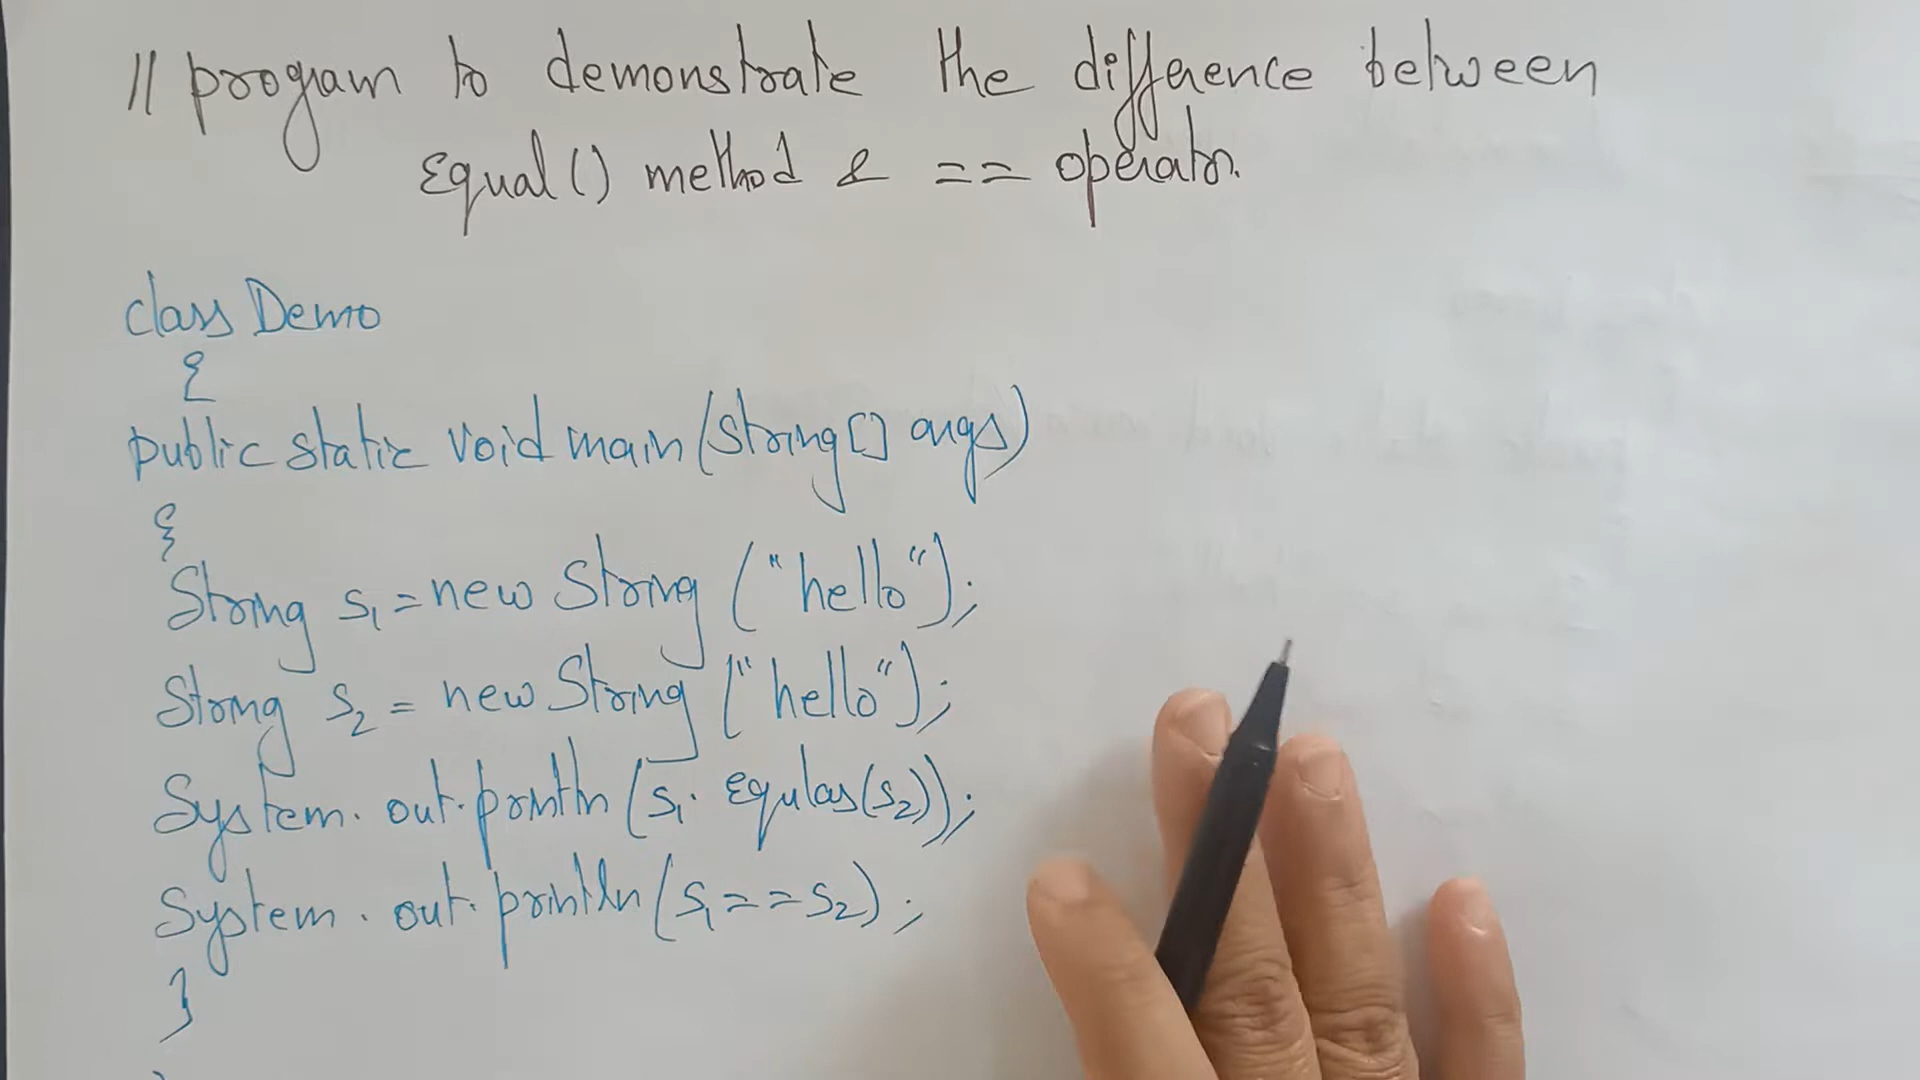 // program to demonstrate the difference between
Equal() method & == operator.
class Demo
{
public static void main(String[] args)
{
String s1=new String ("hello");
String s2 = new String ("hello");
System.out.println (s1. equlas(s2));
System.out.println (s1==s2);
}